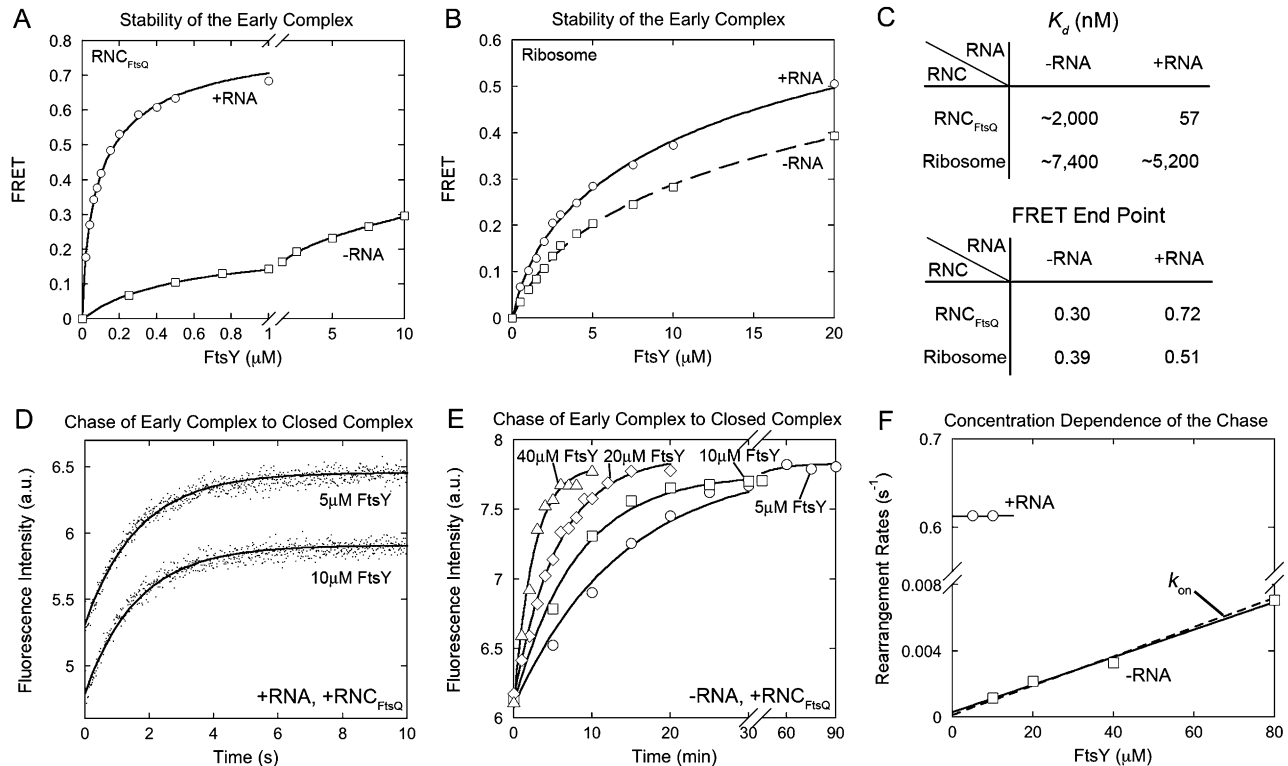 A Stability of the Early Complex
RNC FtsQ
0.8
0.7
0.6
0.5
0.4
0.3
0.2
0.1
0
FRET
+RNA
-RNA
0 0.2 0.4 0.6 0.8 1 5 10
FtsY (μM)
B Stability of the Early Complex
Ribosome
0.6
0.5
0.4
0.3
0.2
0.1
0
FRET
+RNA
-RNA
0 5 10 15 20
FtsY (μM)
C
Kd (nM)
RNA
RNC
-RNA +RNA
RNCFtsQ ~2,000 57
Ribosome ~7,400 ~5,200
FRET End Point
RNA
RNC
-RNA +RNA
RNCFtsQ 0.30 0.72
Ribosome 0.39 0.51
D Chase of Early Complex to Closed Complex
6.5
6
5.5
5
Fluorescence Intensity (a.u.)
5μM FtsY
10μM FtsY
+RNA, +RNCFtsQ
0 2 4 6 8 10
Time (s)
E Chase of Early Complex to Closed Complex
8
7.5
7
6.5
6
Fluorescence Intensity (a.u.)
40μM FtsY
20μM FtsY
10μM FtsY
5μM FtsY
-RNA, +RNCFtsQ
0 10 20 30 60 90
Time (min)
F Concentration Dependence of the Chase
0.7
0.6
0.008
0.004
0
Rearrangement Rates (s-1)
+RNA
kon
-RNA
0 20 40 60 80
FtsY (μM)